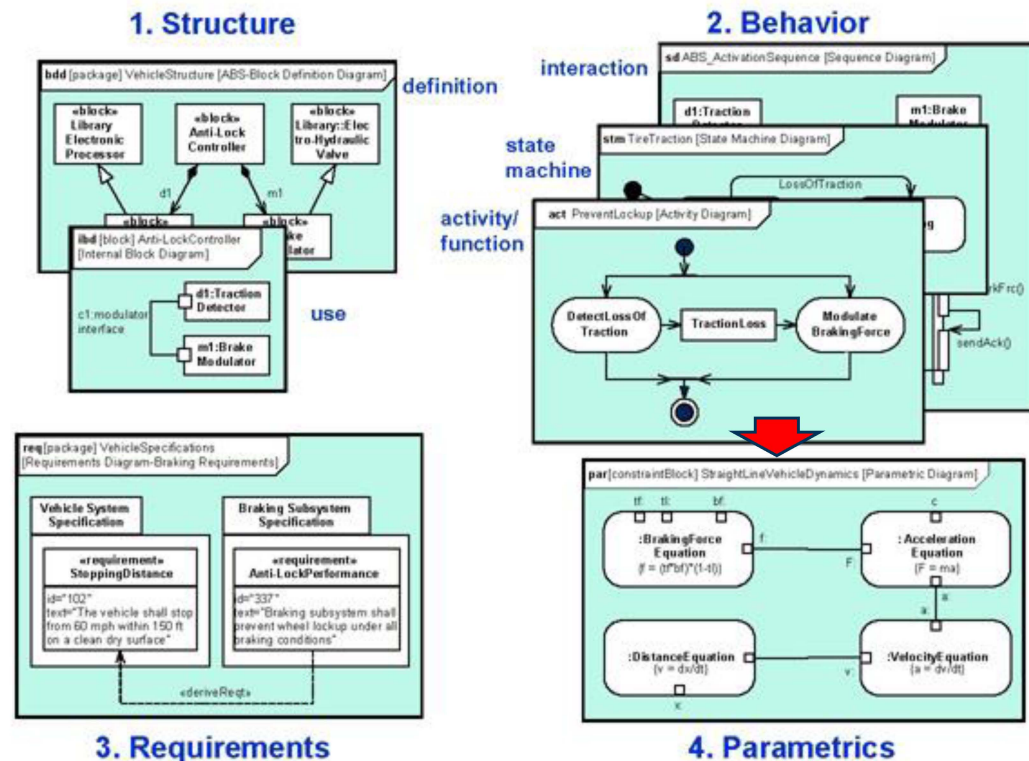 1. Structure
bdd [package] VehicleStructure [ABS-Block Definition Diagram]
definition
«block»
Library
Electronic
Processor
«block»
Anti-Lock
Controller
«block»
Library::Elec
tro-Hydraulic
Valve
d1
m1
«block»
«block»
ibd [block] Anti-LockController
[Internal Block Diagram]
use
c1:modulator
interface
d1:Traction
Detector
m1:Brake
Modulator
2. Behavior
interaction
sd ABS_ActivationSequence [Sequence Diagram]
d1:Traction
m1:Brake
Modulator
state
machine
stm TireTraction [State Machine Diagram]
LossOfTraction
activity/
function
act PreventLockup [Activity Diagram]
DetectLossOf
Traction
TractionLoss
Modulate
BrakingForce
rkFrc()
sendAck()
req [package] VehicleSpecifications
[Requirements Diagram-Braking Requirements]
Vehicle System
Specification
«requirement»
StoppingDistance
id="102"
text="The vehicle shall stop
from 60 mph within 150 ft
on a clean dry surface"
Braking Subsystem
Specification
«requirement»
Anti-LockPerformance
id="337"
text="Braking subsystem shall
prevent wheel lockup under all
braking conditions"
«deriveReqt»
3. Requirements
par [constraintBlock] StraightLineVehicleDynamics [Parametric Diagram]
tf:
tl:
bf:
c
:BrakingForce
Equation
{f = (tf*bf)*(1-tl)}
f:
F
: Acceleration
Equation
{F = ma}
a
a:
:DistanceEquation
{v = dx/dt}
v:
:VelocityEquation
{a = dv/dt}
x:
4. Parametrics